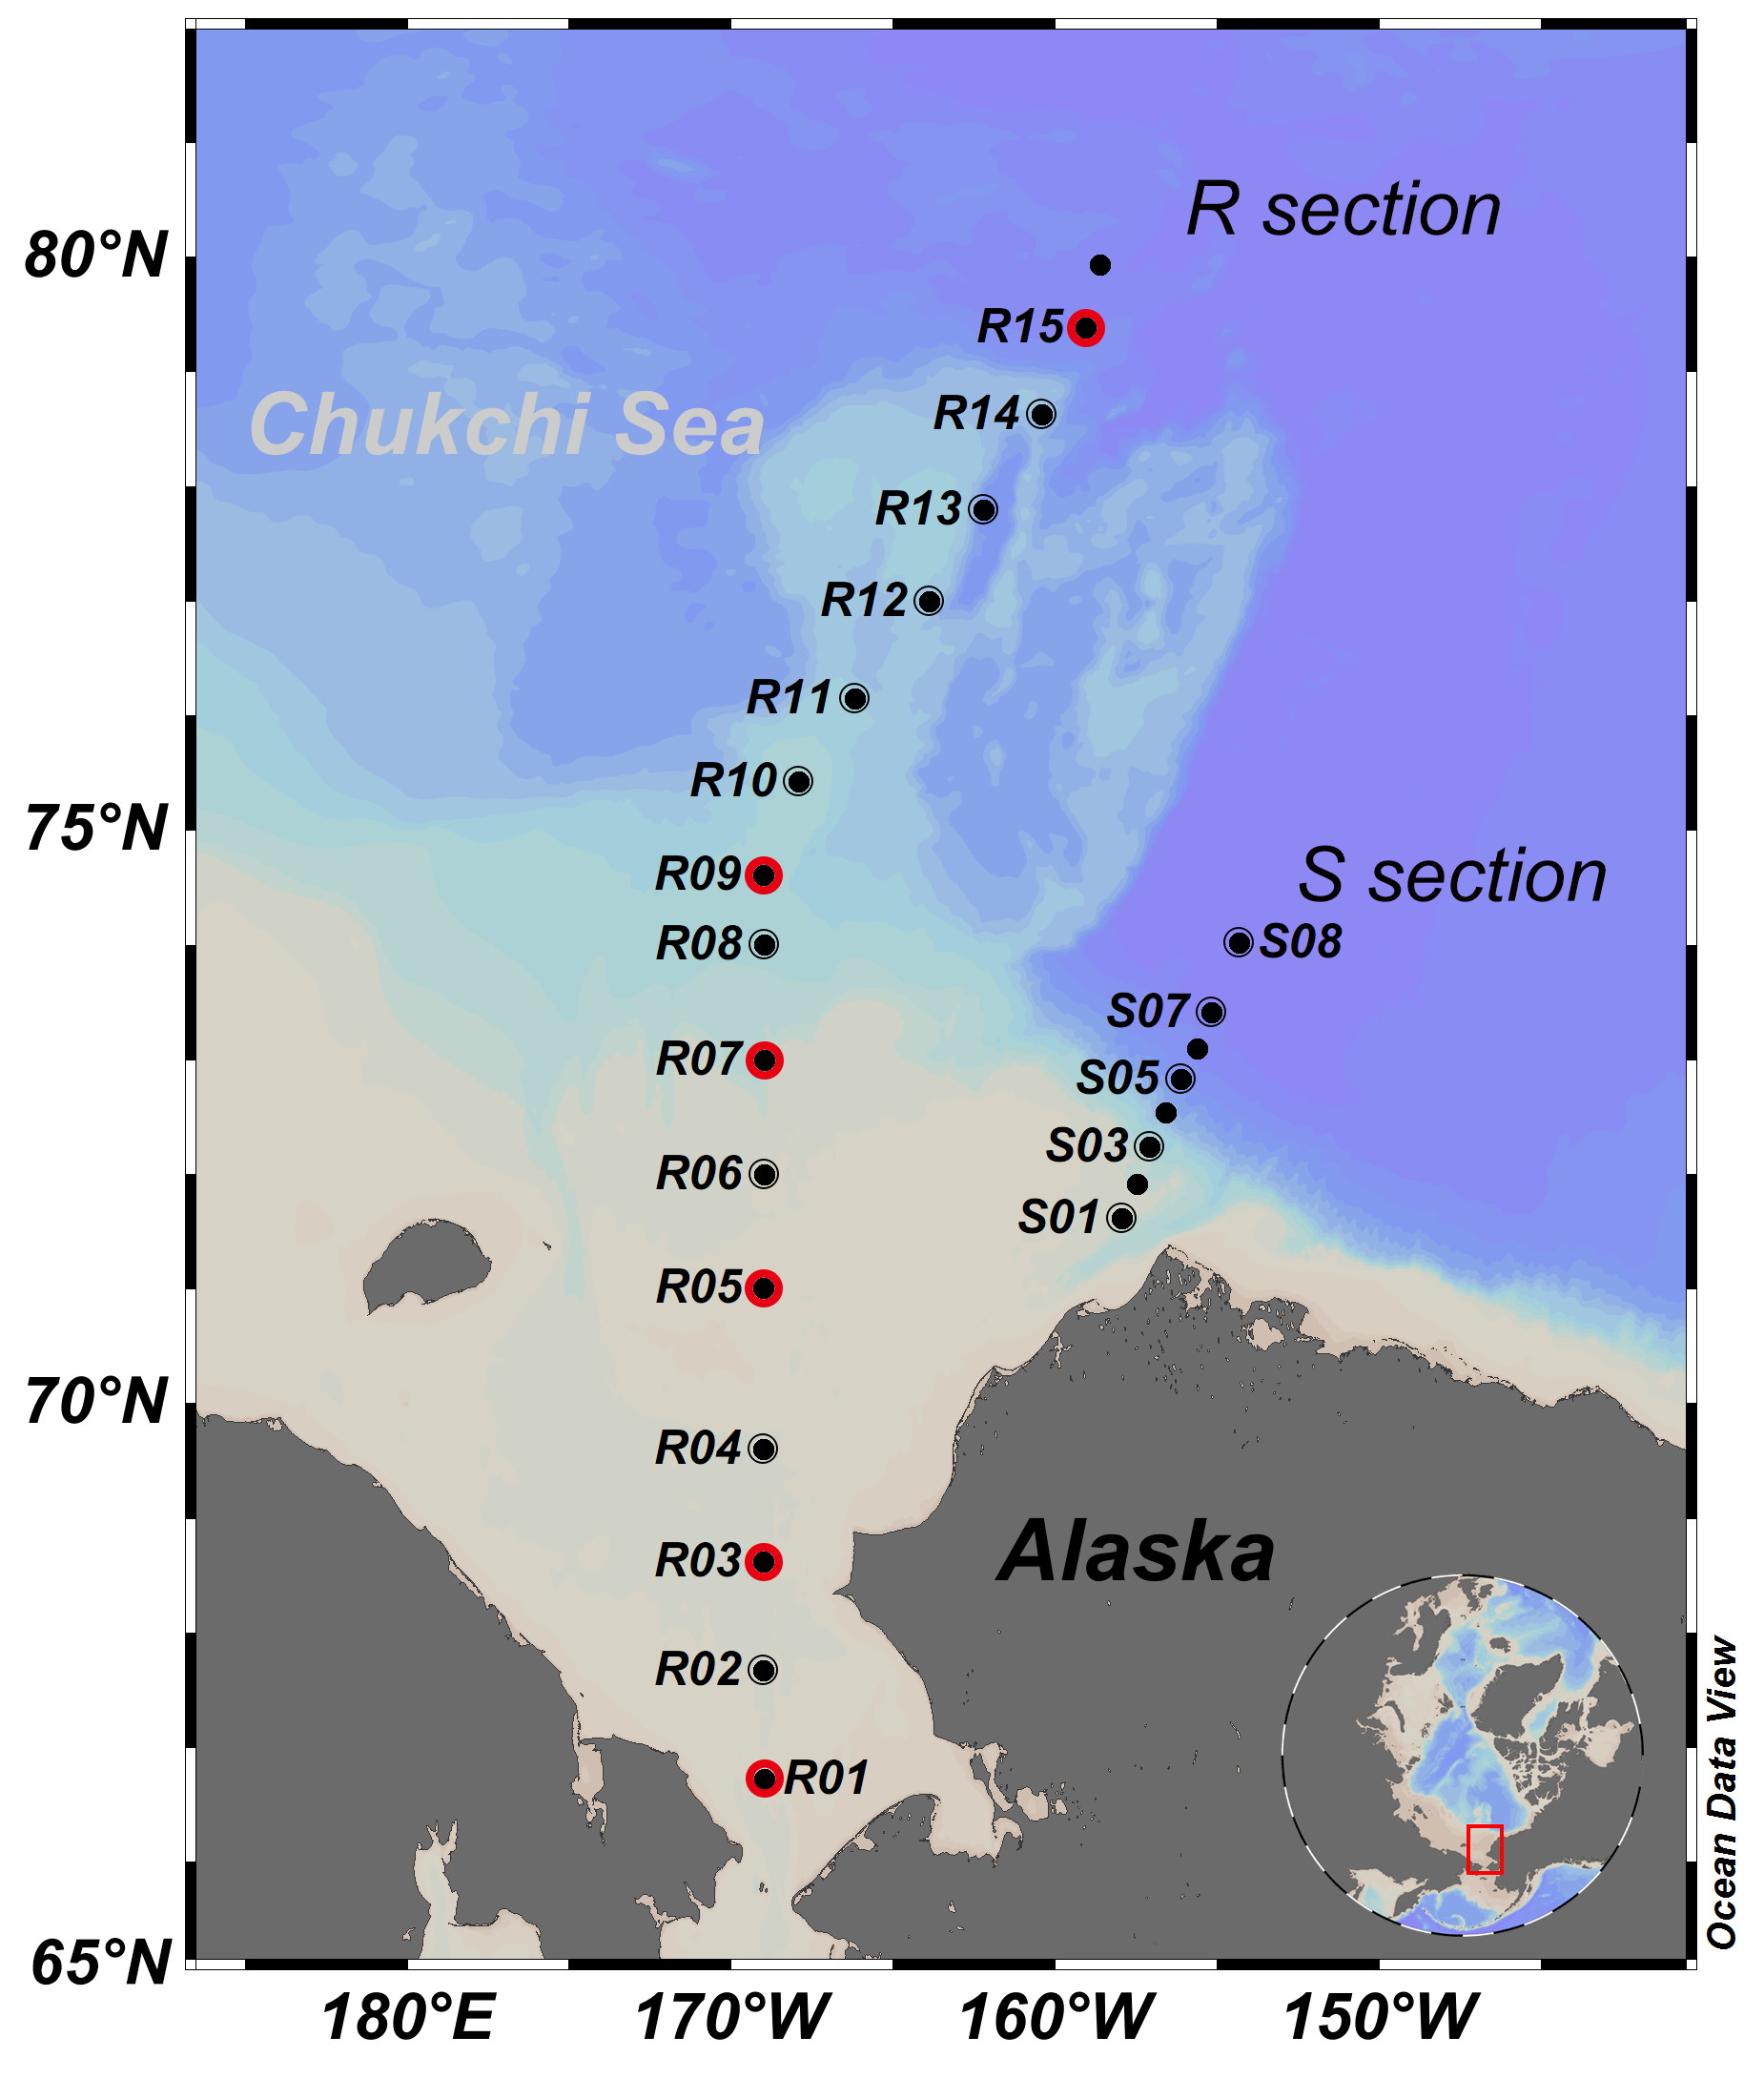 R section
80°N
R15
Chukchi Sea
R14
R13
R12
R11
R10
75°N
R09
S section
R08
S08
S07
R07
S05
S03
R06
S01
R05
70°N
R04
Alaska
R03
R02
Ocean Data View
R01
65°N
180°E
170°W
160°W
150°W